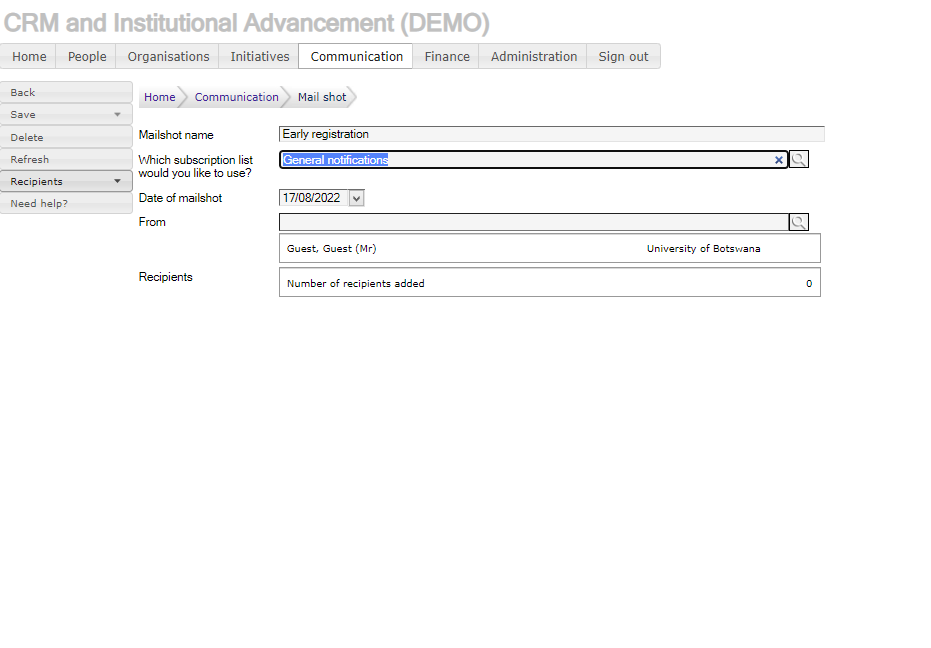 CRM and Institutional Advancement (DEMO)
Home People Organisations Initiatives Communication Finance Administration Sign out
Back
Save
Delete
Refresh
Recipients
Need help?
Home Communication Mail shot
Mailshot name Early registration
Which subscription list General notifications
would you like to use?
Date of mailshot 17/08/2022
From
Guest, Guest (Mr) University of Botswana
Recipients
Number of recipients added 0